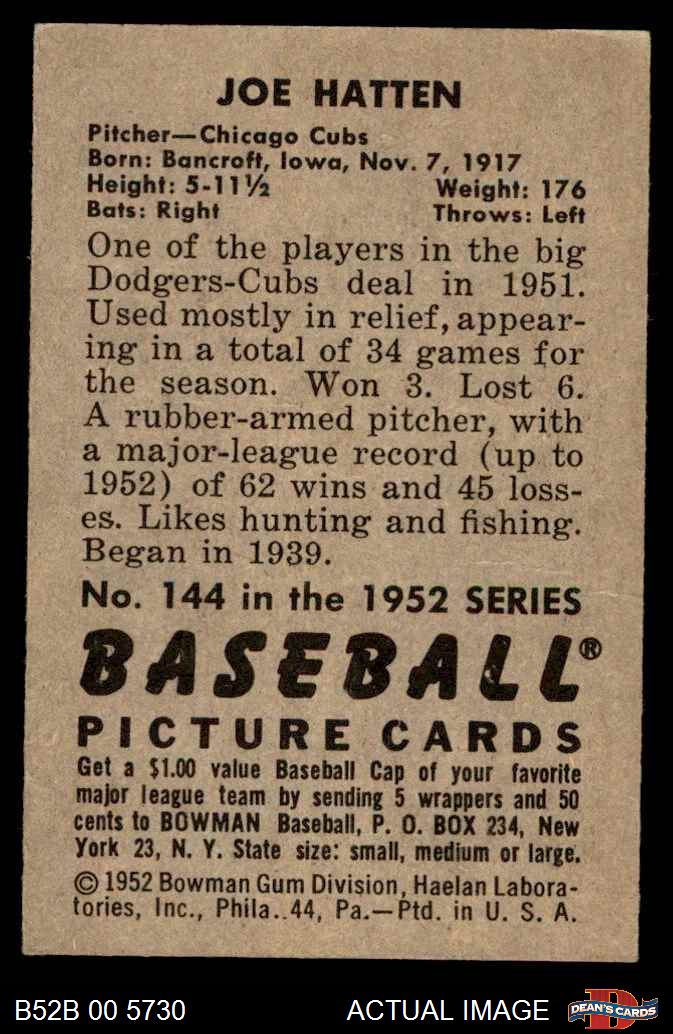 JOE HATTEN
Pitcher—Chicago Cubs
Born: Bancroft, Iowa, Nov. 7, 1917
Height: 5-11½ Weight: 176
Bats: Right Throws: Left
One of the players in the big
Dodgers-Cubs deal in 1951.
Used mostly in relief, appear-
ing in a total of 34 games for
the season. Won 3. Lost 6.
A rubber-armed pitcher, with
a major-league record (up to
1952) of 62 wins and 45 loss-
es. Likes hunting and fishing.
Began in 1939.
No. 144 in the 1952 SERIES
BASEBALL®
PICTURE CARDS
Get a $1.00 value Baseball Cap of your favorite
major league team by sending 5 wrappers and 50
cents to BOWMAN Baseball, P. O. BOX 234, New
York 23, N. Y. State size: small, medium or large.
© 1952 Bowman Gum Division, Haelan Labora-
tories, Inc., Phila..44, Pa.—Ptd. in U. S. A.
B52B 00 5730 ACTUAL IMAGE D DEAN'S CARDS